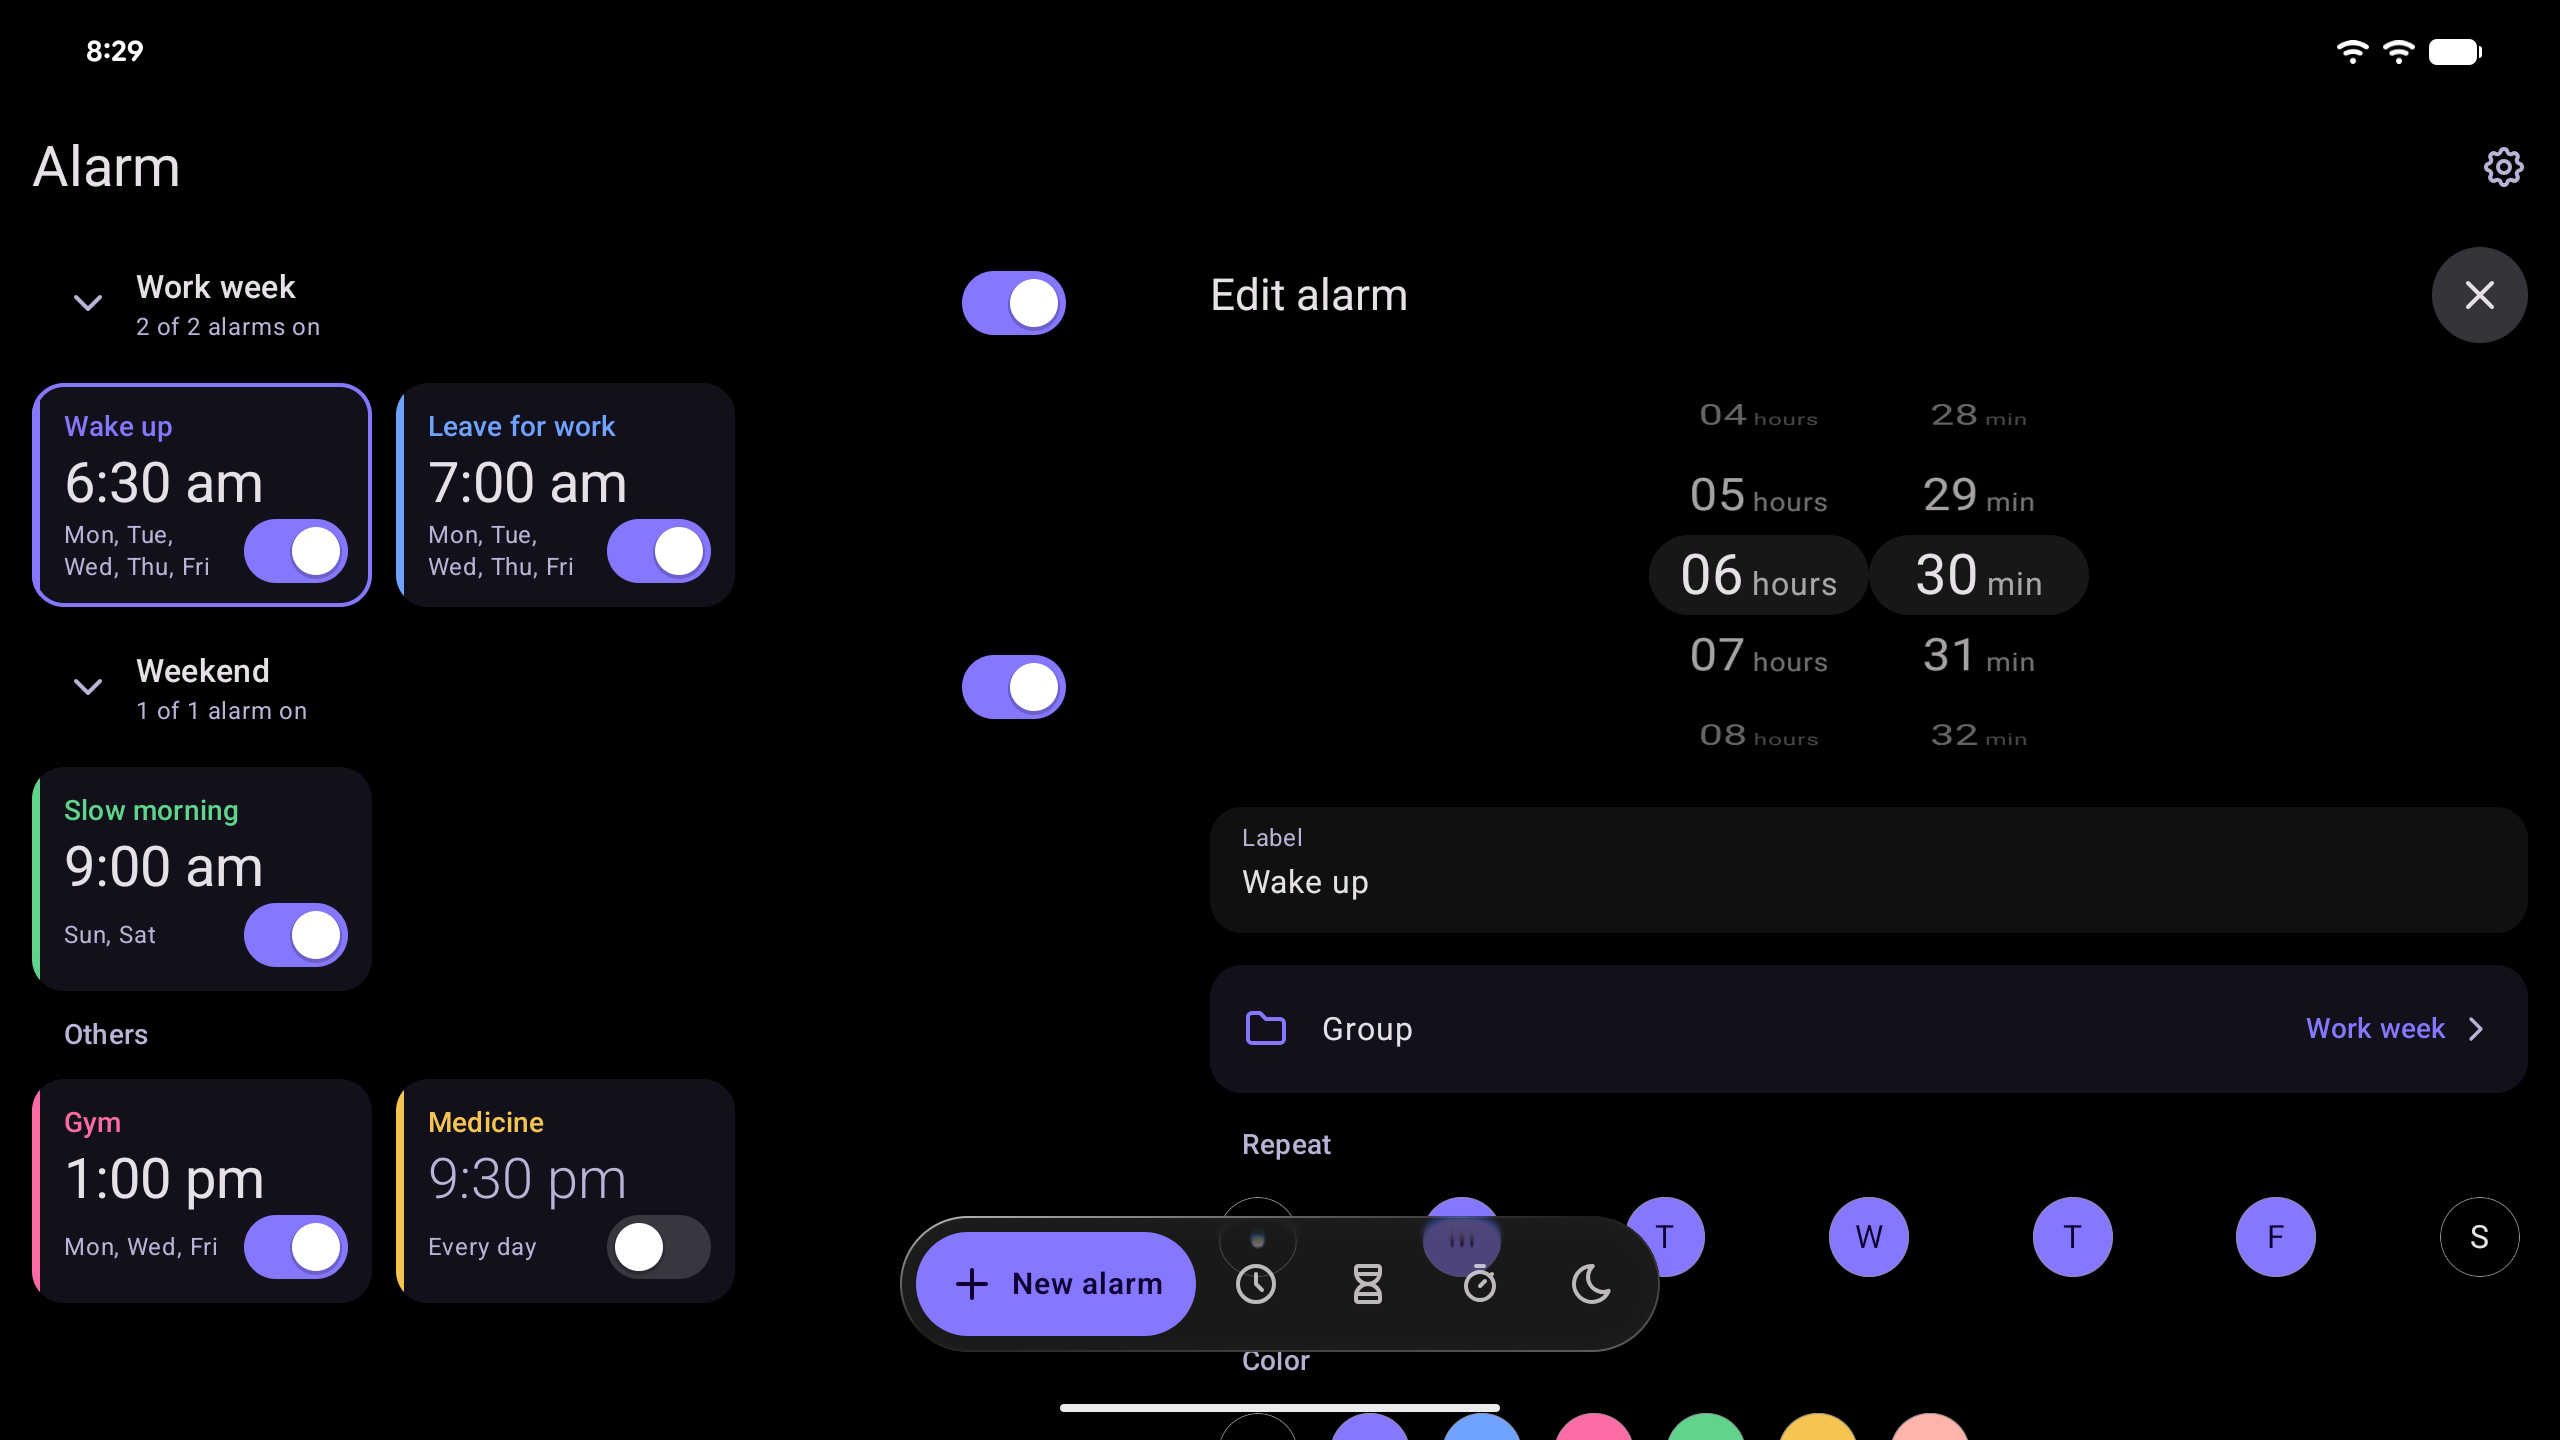 8:29
Alarm
Work week
2 of 2 alarms on
Wake up
6:30 am
Mon, Tue,
Wed, Thu, Fri
Leave for work
7:00 am
Mon, Tue,
Wed, Thu, Fri
Weekend
1 of 1 alarm on
Slow morning
9:00 am
Sun, Sat
Others
Gym
1:00 pm
Mon, Wed, Fri
Medicine
9:30 pm
Every day
Edit alarm
04 hours 28 min
05 hours 29 min
06 hours 30 min
07 hours 31 min
08 hours 32 min
Label
Wake up
Group
Work week
Repeat
T W T F S
New alarm
Color